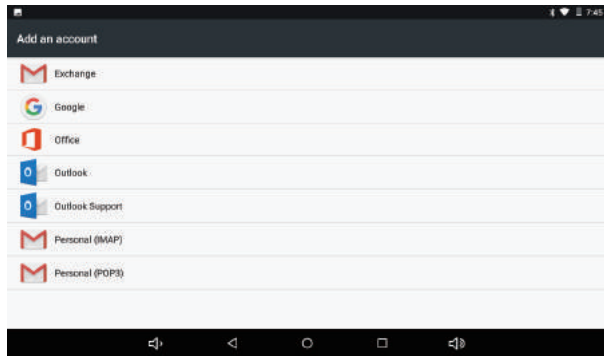 7:45
Add an account
Exchange
Google
Office
Outlook
Outlook Support
Personal (IMAP)
Personal (POP3)